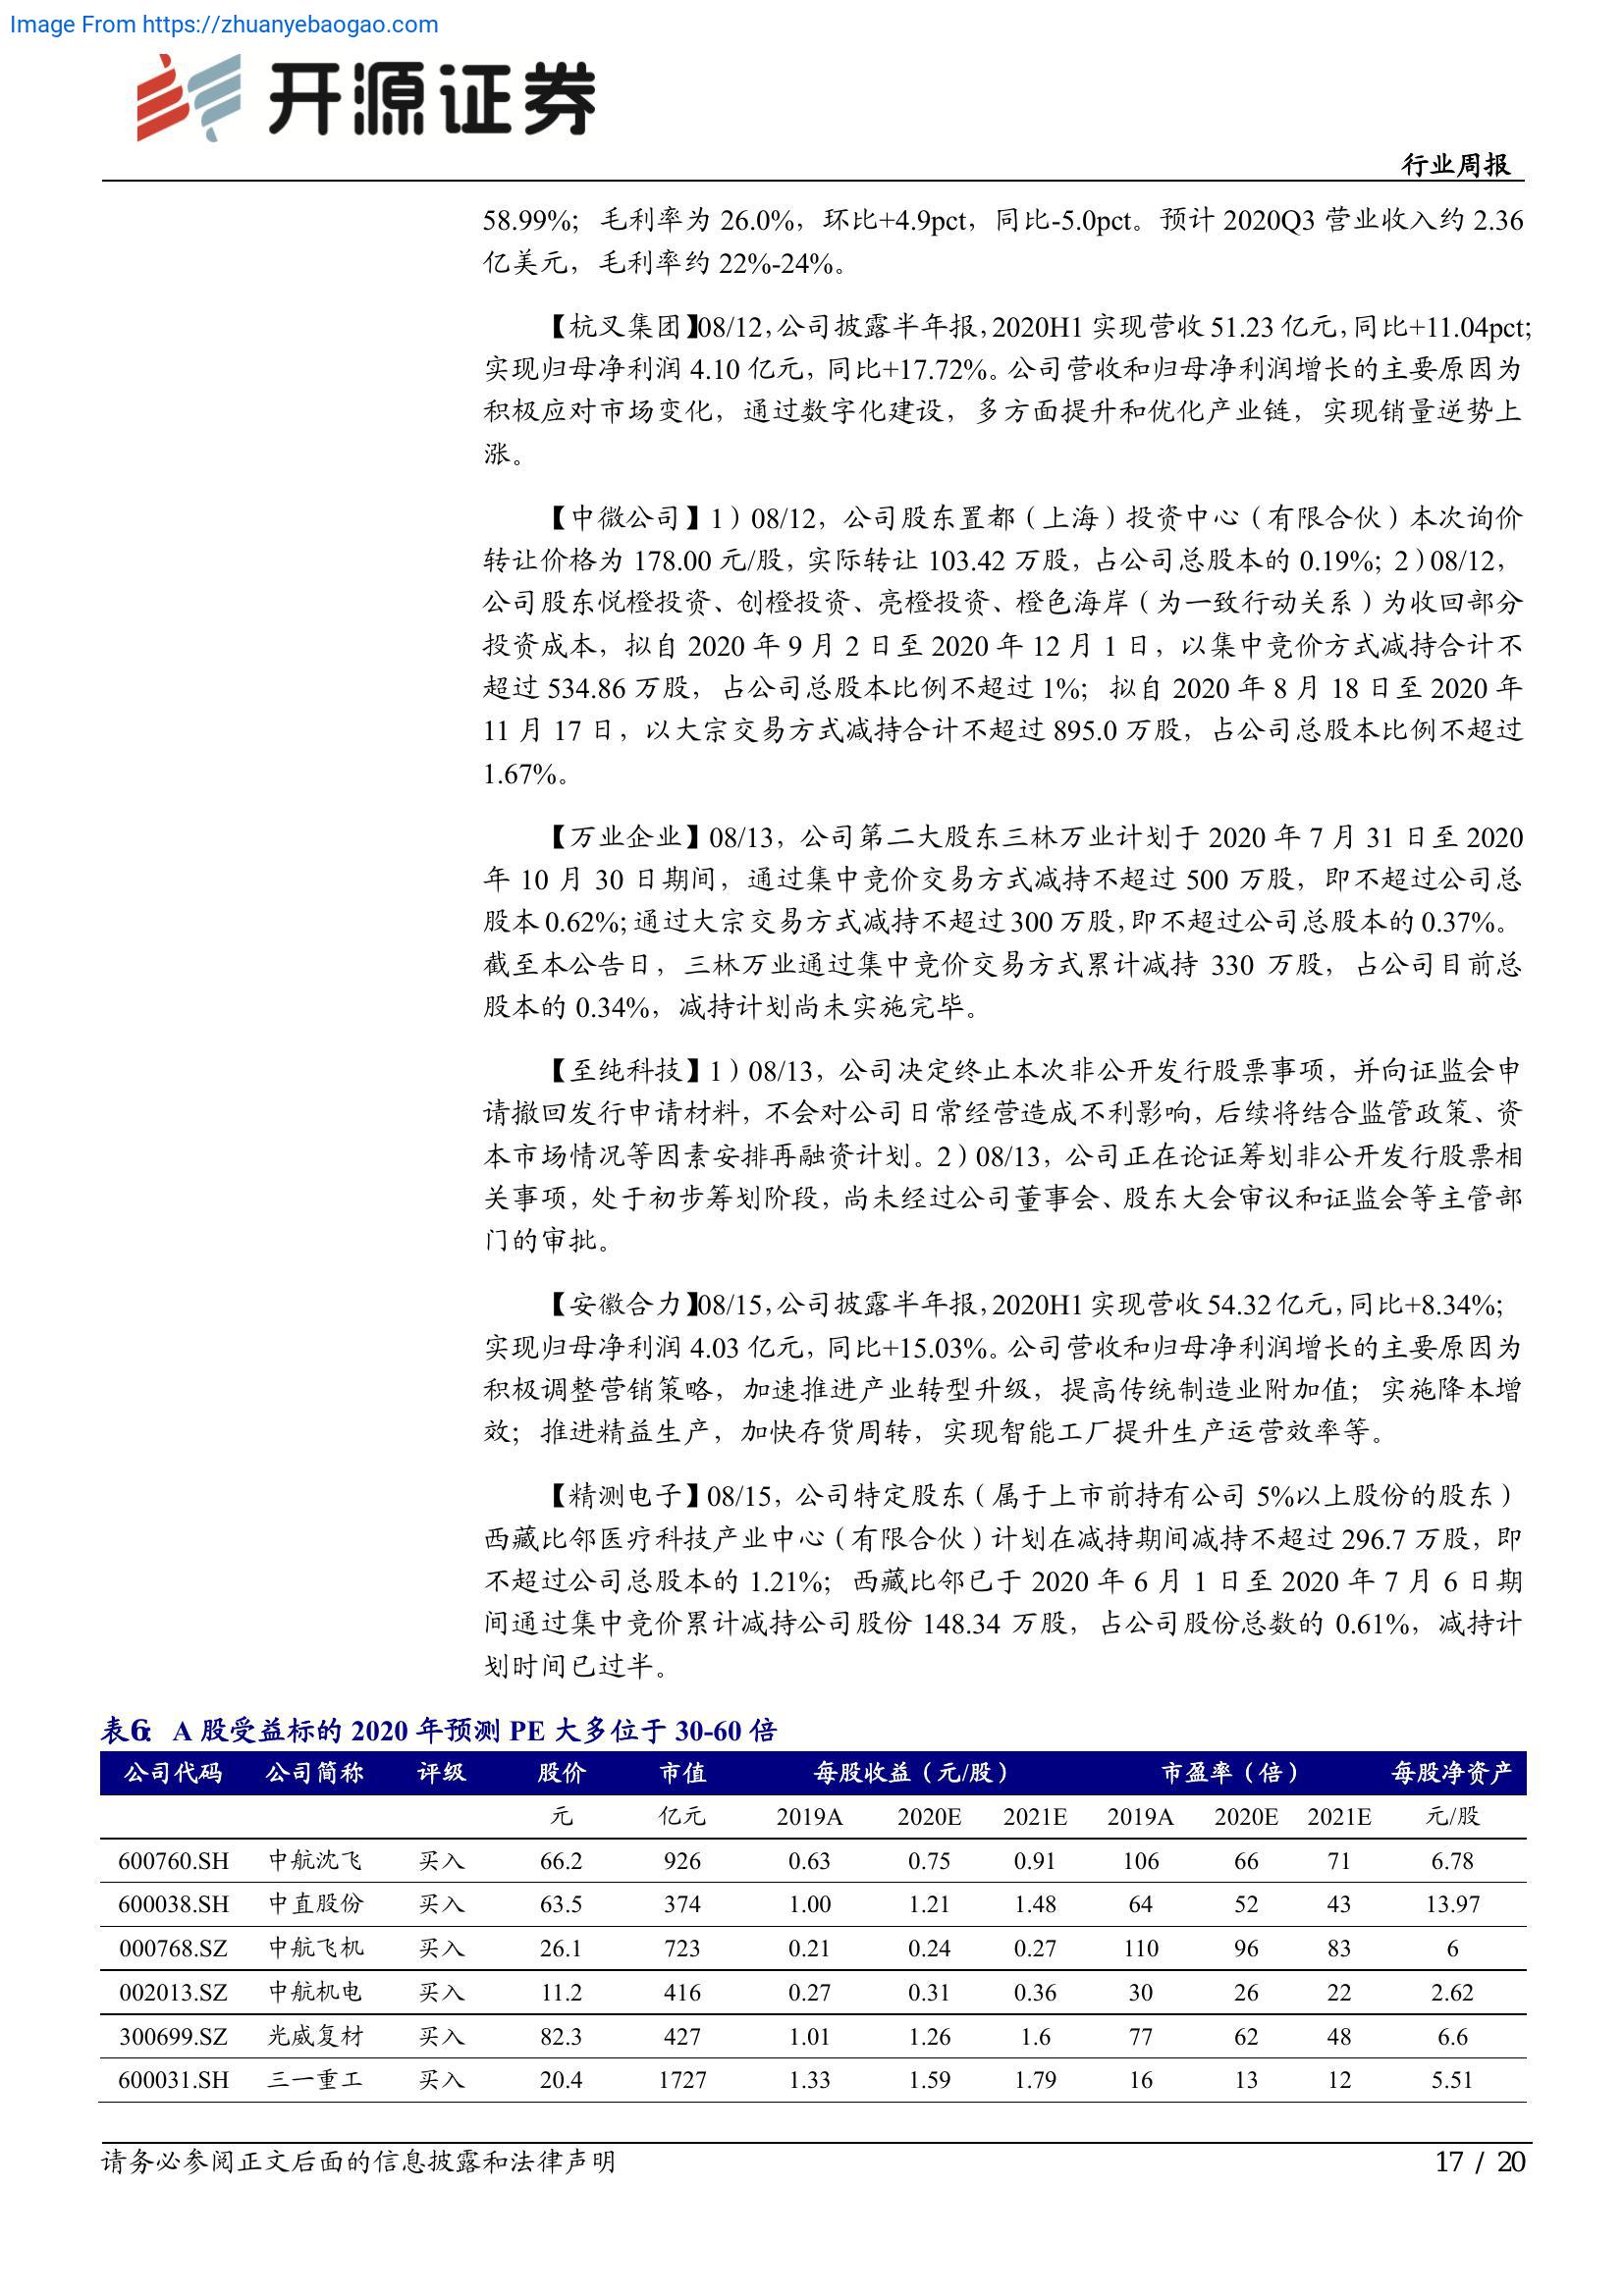 Image From https://zhuanyebaogao.com
开源证券
行业周报
58.99%；毛利率为 26.0%，环比+4.9pct，同比-5.0pct。预计 2020Q3 营业收入约 2.36
亿美元，毛利率约 22%-24%。
【杭叉集团】08/12，公司披露半年报，2020H1 实现营收 51.23 亿元，同比+11.04pct；
实现归母净利润 4.10 亿元，同比+17.72%。公司营收和归母净利润增长的主要原因为
积极应对市场变化，通过数字化建设，多方面提升和优化产业链，实现销量逆势上
涨。
【中微公司】1）08/12，公司股东置都（上海）投资中心（有限合伙）本次询价
转让价格为 178.00 元/股，实际转让 103.42 万股，占公司总股本的 0.19%；2）08/12，
公司股东悦橙投资、创橙投资、亮橙投资、橙色海岸（为一致行动关系）为收回部分
投资成本，拟自 2020 年 9 月 2 日至 2020 年 12 月 1 日，以集中竞价方式减持合计不
超过 534.86 万股，占公司总股本比例不超过 1%；拟自 2020 年 8 月 18 日至 2020 年
11 月 17 日，以大宗交易方式减持合计不超过 895.0 万股，占公司总股本比例不超过
1.67%。
【万业企业】08/13，公司第二大股东三林万业计划于 2020 年 7 月 31 日至 2020
年 10 月 30 日期间，通过集中竞价交易方式减持不超过 500 万股，即不超过公司总
股本 0.62%；通过大宗交易方式减持不超过 300 万股，即不超过公司总股本的 0.37%。
截至本公告日，三林万业通过集中竞价交易方式累计减持 330 万股，占公司目前总
股本的 0.34%，减持计划尚未实施完毕。
【至纯科技】1）08/13，公司决定终止本次非公开发行股票事项，并向证监会申
请撤回发行申请材料，不会对公司日常经营造成不利影响，后续将结合监管政策、资
本市场情况等因素安排再融资计划。2）08/13，公司正在论证筹划非公开发行股票相
关事项，处于初步筹划阶段，尚未经过公司董事会、股东大会审议和证监会等主管部
门的审批。
【安徽合力】08/15，公司披露半年报，2020H1 实现营收 54.32 亿元，同比+8.34%；
实现归母净利润 4.03 亿元，同比+15.03%。公司营收和归母净利润增长的主要原因为
积极调整营销策略，加速推进产业转型升级，提高传统制造业附加值；实施降本增
效；推进精益生产，加快存货周转，实现智能工厂提升生产运营效率等。
【精测电子】08/15，公司特定股东（属于上市前持有公司 5%以上股份的股东）
西藏比邻医疗科技产业中心（有限合伙）计划在减持期间减持不超过 296.7 万股，即
不超过公司总股本的 1.21%；西藏比邻已于 2020 年 6 月 1 日至 2020 年 7 月 6 日期
间通过集中竞价累计减持公司股份 148.34 万股，占公司股份总数的 0.61%，减持计
划时间已过半。
表6： A 股受益标的 2020 年预测 PE 大多位于 30-60 倍
公司代码 公司简称 评级 股价 市值 每股收益（元/股） 市盈率（倍） 每股净资产
元 亿元 2019A 2020E 2021E 2019A 2020E 2021E 元/股
600760.SH 中航沈飞 买入 66.2 926 0.63 0.75 0.91 106 66 71 6.78
600038.SH 中直股份 买入 63.5 374 1.00 1.21 1.48 64 52 43 13.97
000768.SZ 中航飞机 买入 26.1 723 0.21 0.24 0.27 110 96 83 6
002013.SZ 中航机电 买入 11.2 416 0.27 0.31 0.36 30 26 22 2.62
300699.SZ 光威复材 买入 82.3 427 1.01 1.26 1.6 77 62 48 6.6
600031.SH 三一重工 买入 20.4 1727 1.33 1.59 1.79 16 13 12 5.51
请务必参阅正文后面的信息披露和法律声明 17 / 20